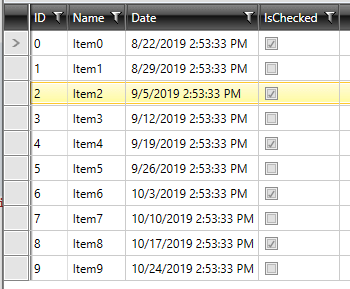 ID Name Date IsChecked
0 Item0 8/22/2019 2:53:33 PM
1 Item1 8/29/2019 2:53:33 PM
2 Item2 9/5/2019 2:53:33 PM
3 Item3 9/12/2019 2:53:33 PM
4 Item4 9/19/2019 2:53:33 PM
5 Item5 9/26/2019 2:53:33 PM
6 Item6 10/3/2019 2:53:33 PM
7 Item7 10/10/2019 2:53:33 PM
8 Item8 10/17/2019 2:53:33 PM
9 Item9 10/24/2019 2:53:33 PM